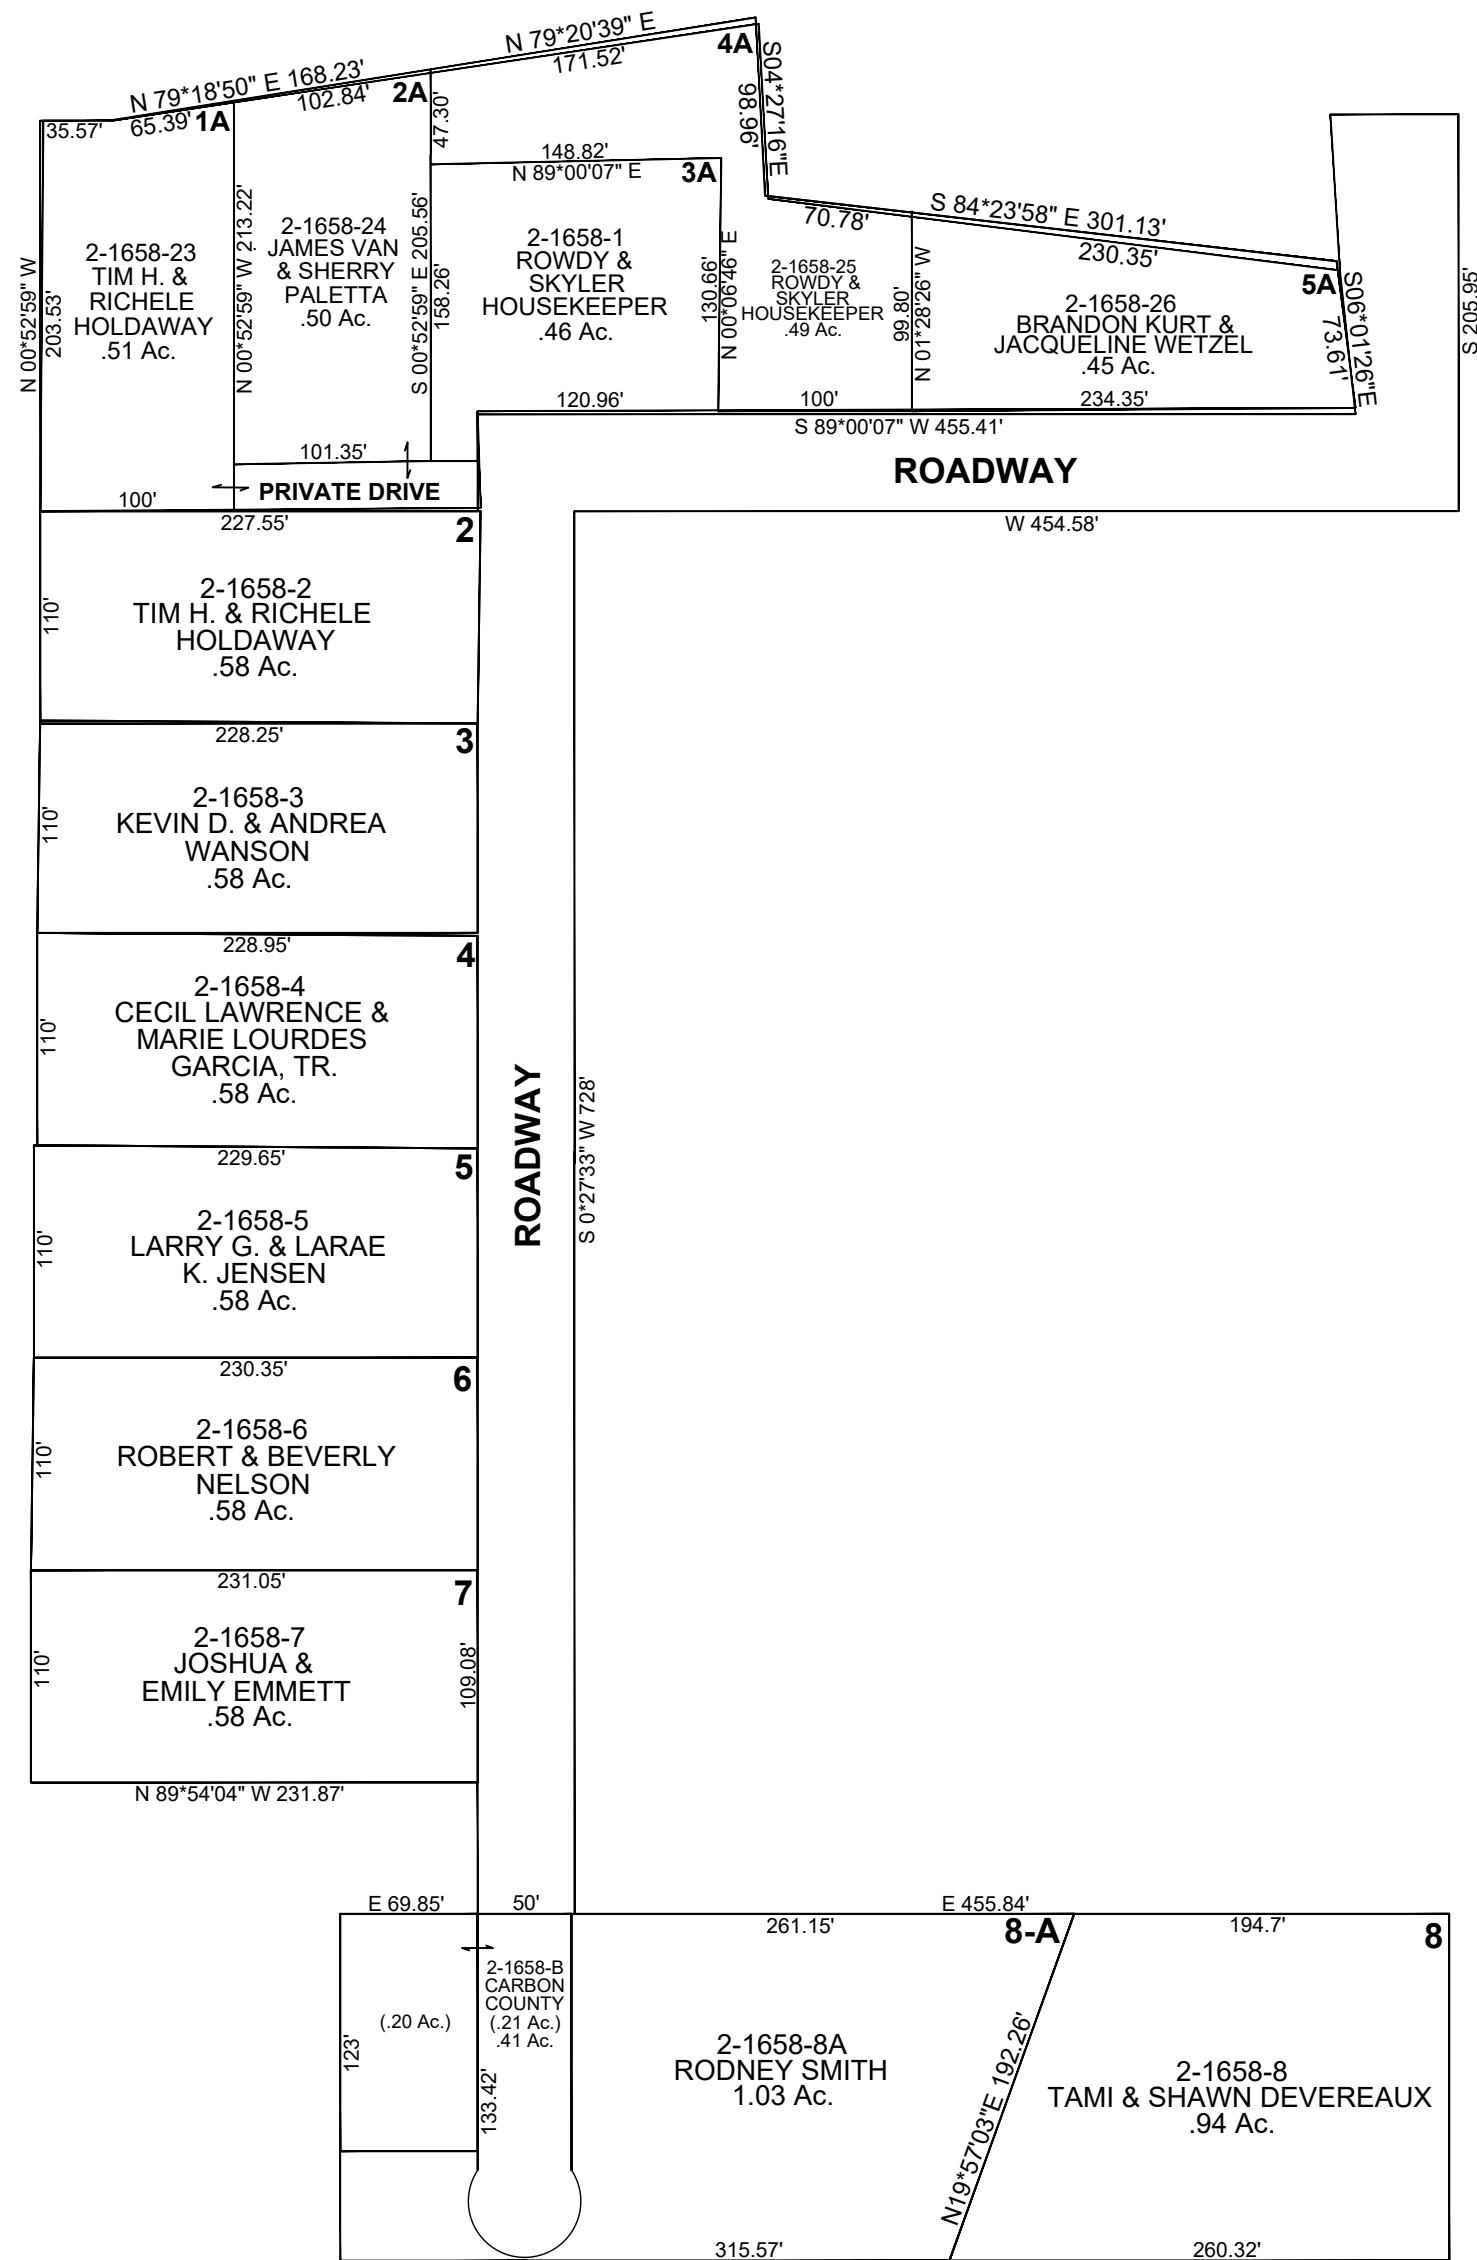 N 79*20'39" E
171.52'
4A
S04*27'16"E
98.96'
N 79*18'50" E 168.23'
102.84'
2A
35.57'
65.39'
1A
47.30'
148.82'
N 89*00'07" E
3A
N 00*52'59" W
203.53'
2-1658-23
TIM H. &
RICHELE
HOLDAWAY
.51 Ac.
N 00*52'59" W 213.22'
2-1658-24
JAMES VAN
& SHERRY
PALETTA
.50 Ac.
S 00*52'59" E 205.56'
158.26'
2-1658-1
ROWDY &
SKYLER
HOUSEKEEPER
.46 Ac.
130.66'
N 00*06'46" E
70.78'
2-1658-25
ROWDY &
SKYLER
HOUSEKEEPER
.49 Ac.
99.80'
N 01*28'26" W
S 84*23'58" E 301.13'
230.35'
5A
2-1658-26
BRANDON KURT &
JACQUELINE WETZEL
.45 Ac.
73.61'
S06*01'26"E
S 205.95'
120.96'
100'
234.35'
S 89*00'07" W 455.41'
ROADWAY
101.35'
PRIVATE DRIVE
100'
227.55'
2
W 454.58'
110'
2-1658-2
TIM H. & RICHELE
HOLDAWAY
.58 Ac.
228.25'
3
110'
2-1658-3
KEVIN D. & ANDREA
WANSON
.58 Ac.
228.95'
4
110'
2-1658-4
CECIL LAWRENCE &
MARIE LOURDES
GARCIA, TR.
.58 Ac.
ROADWAY
S 0*27'33" W 728'
229.65'
5
110'
2-1658-5
LARRY G. & LARAE
K. JENSEN
.58 Ac.
230.35'
6
110'
2-1658-6
ROBERT & BEVERLY
NELSON
.58 Ac.
231.05'
7
110'
2-1658-7
JOSHUA &
EMILY EMMETT
.58 Ac.
109.08'
N 89*54'04" W 231.87'
E 69.85'
50'
E 455.84'
261.15'
8-A
194.7'
8
123'
(.20 Ac.)
2-1658-B
CARBON
COUNTY
(.21 Ac.)
.41 Ac.
133.42'
2-1658-8A
RODNEY SMITH
1.03 Ac.
N19*57'03"E 192.26'
2-1658-8
TAMI & SHAWN DEVEREAUX
.94 Ac.
315.57'
260.32'